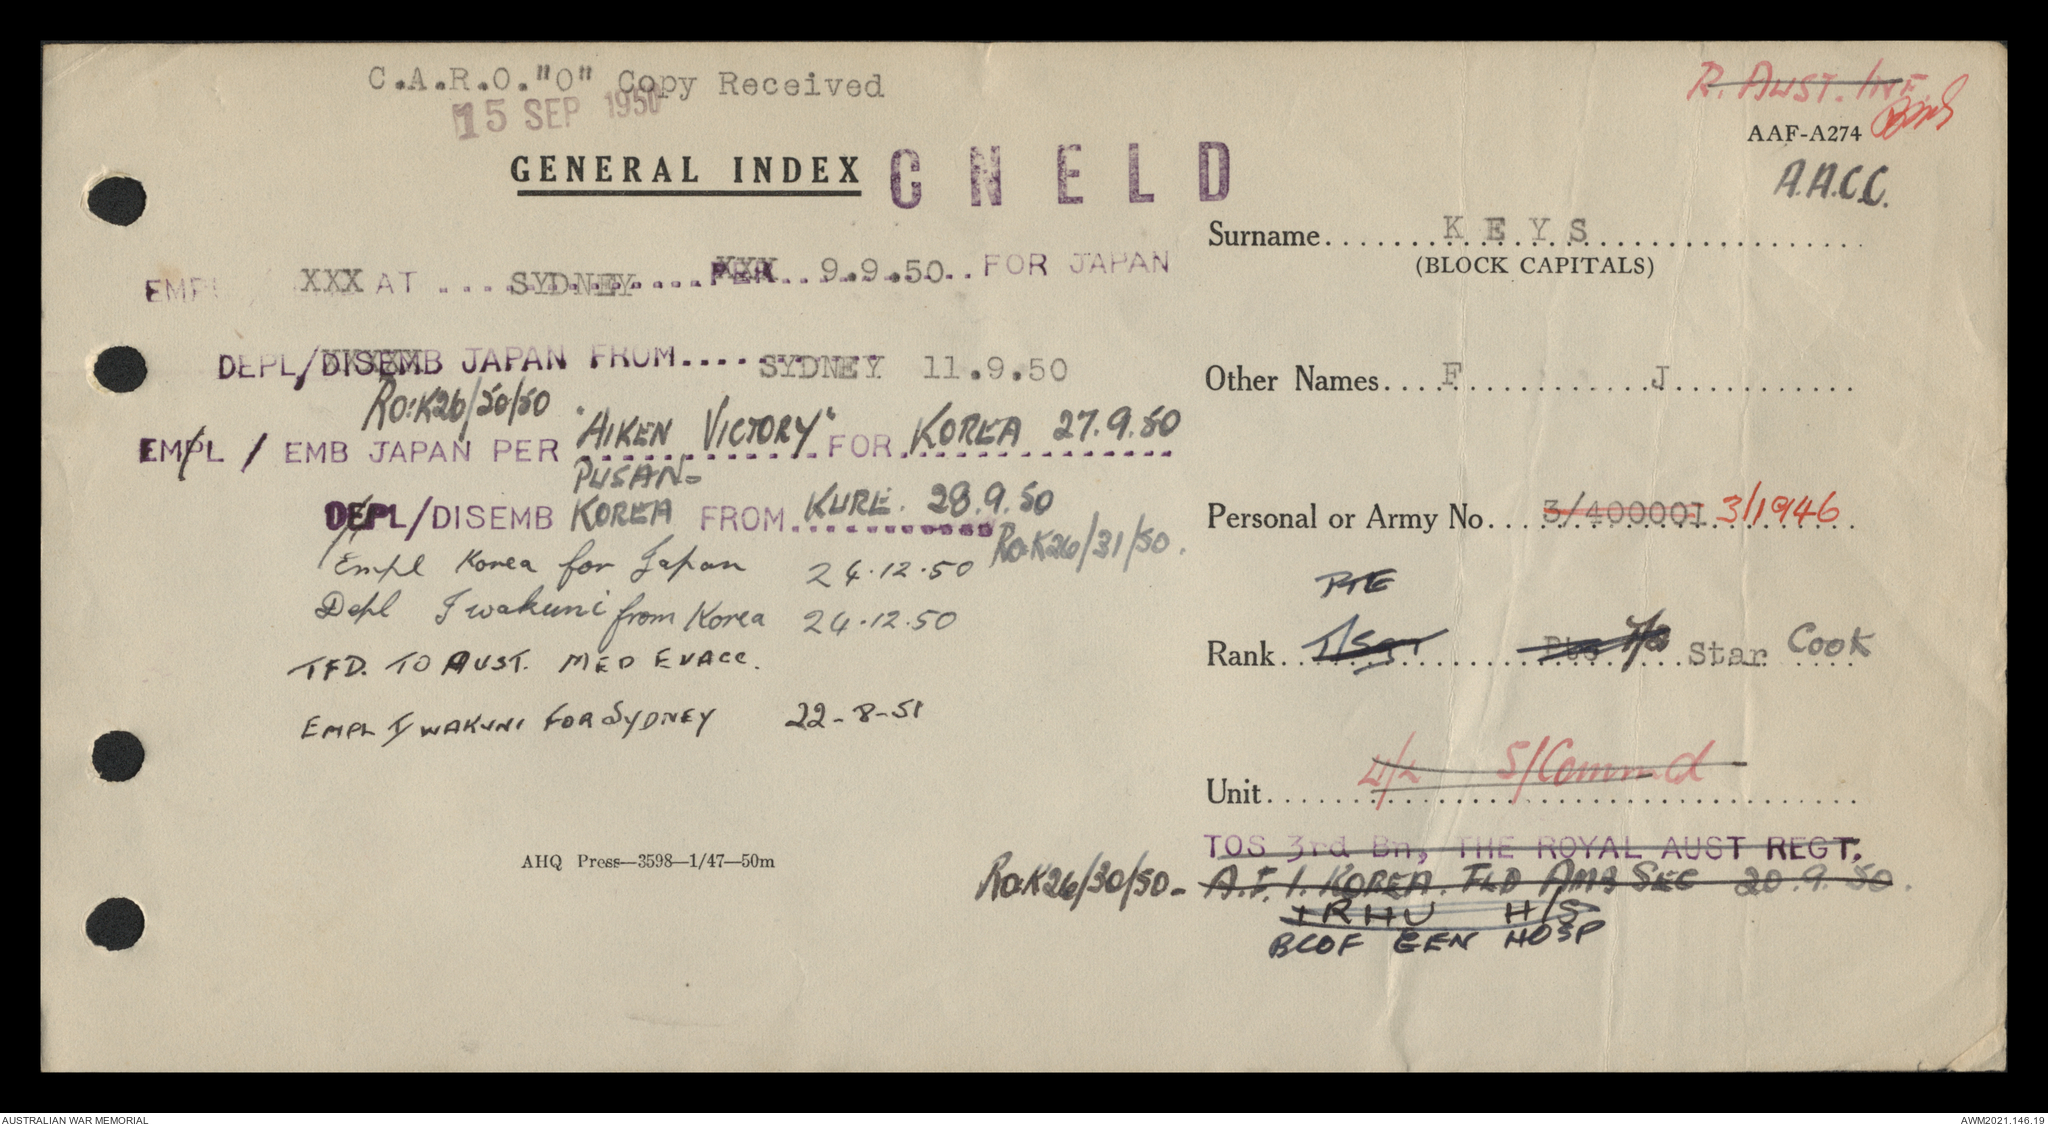 C.A.R.O."O" Copy Received
15 SEP 1950
GENERAL INDEX
CNELD
EMPL XXX AT ....SYDNEY.... PER 9.9.50.. FOR JAPAN
DEPL/DISEMB JAPAN FROM.... SYDNEY 11.9.50
RO:K26/30/50
EMPL / EMB JAPAN PER "AIKEN VICTORY" FOR KOREA 27.9.50
PUSAN-
DEPL/DISEMB KOREA FROM KURE. 28.9.50
RO:K26/31/50.
Empl Korea for Japan 24.12.50
Depl Iwakuni from Korea 24.12.50
TFD. TO AUST. MED EVACC.
EMPL IWAKUNI FOR SYDNEY 22-8-51
AHQ Press—3598—1/47—50m
R. AUST. INF.
AAF-A274
A.A.C.C.
Surname KEYS
(BLOCK CAPITALS)
Other Names F J
Personal or Army No. 3/400001 3/1946
PTE
Rank T/Sgt Pte Star Cook
Unit S/Command
TOS 3rd Bn, THE ROYAL AUST REGT.
RO:K26/30/50- A.F.I. KOREA. FLD AMB SEC 20.9.50.
1RHU H/S
BCOF GEN HOSP
AUSTRALIAN WAR MEMORIAL
AWM2021.146.19